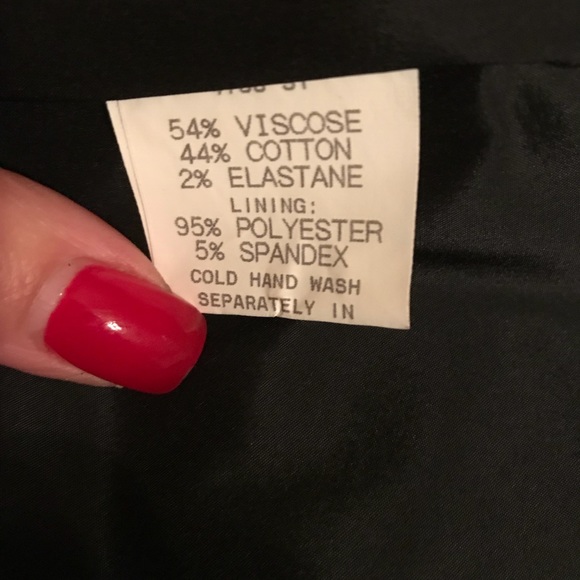 54% VISCOSE
44% COTTON
2% ELASTANE
LINING:
95% POLYESTER
5% SPANDEX
COLD HAND WASH
SEPARATELY IN